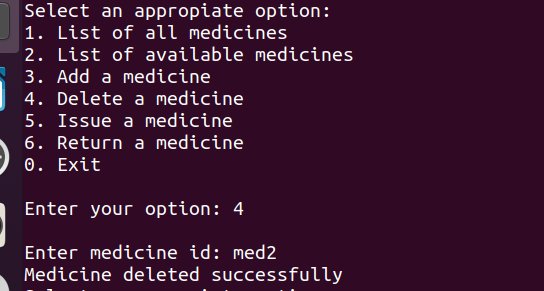 Select an appropiate option:
1. List of all medicines
2. List of available medicines
3. Add a medicine
4. Delete a medicine
5. Issue a medicine
6. Return a medicine
0. Exit
Enter your option: 4
Enter medicine id: med2
Medicine deleted successfully